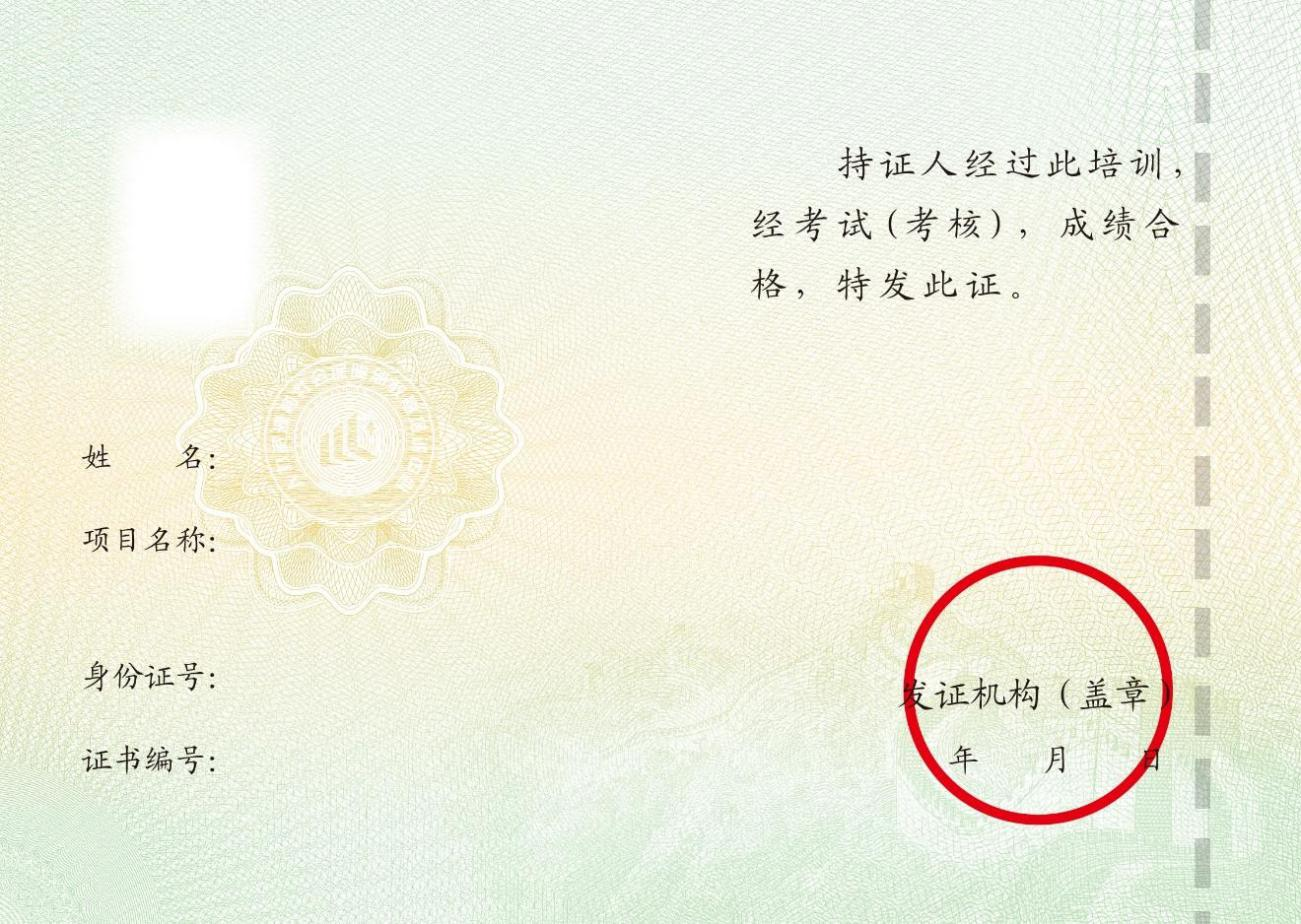 持证人经过此培训，
经考试(考核)，成绩合
格，特发此证。
姓 名：
项目名称：
身份证号：
证书编号：
发证机构（盖章）
年 月 日